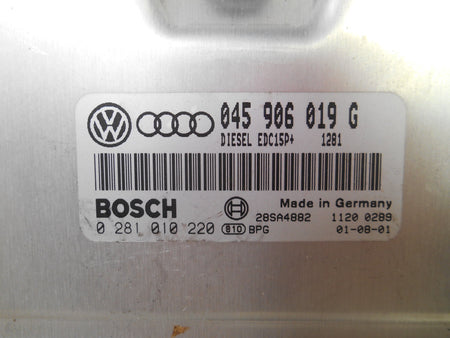 045 906 019 G
DIESEL EDC15P+ 1281
BOSCH
Made in Germany
28SA4882 1120 0289
0 281 010 220 610 BPG 01-08-01